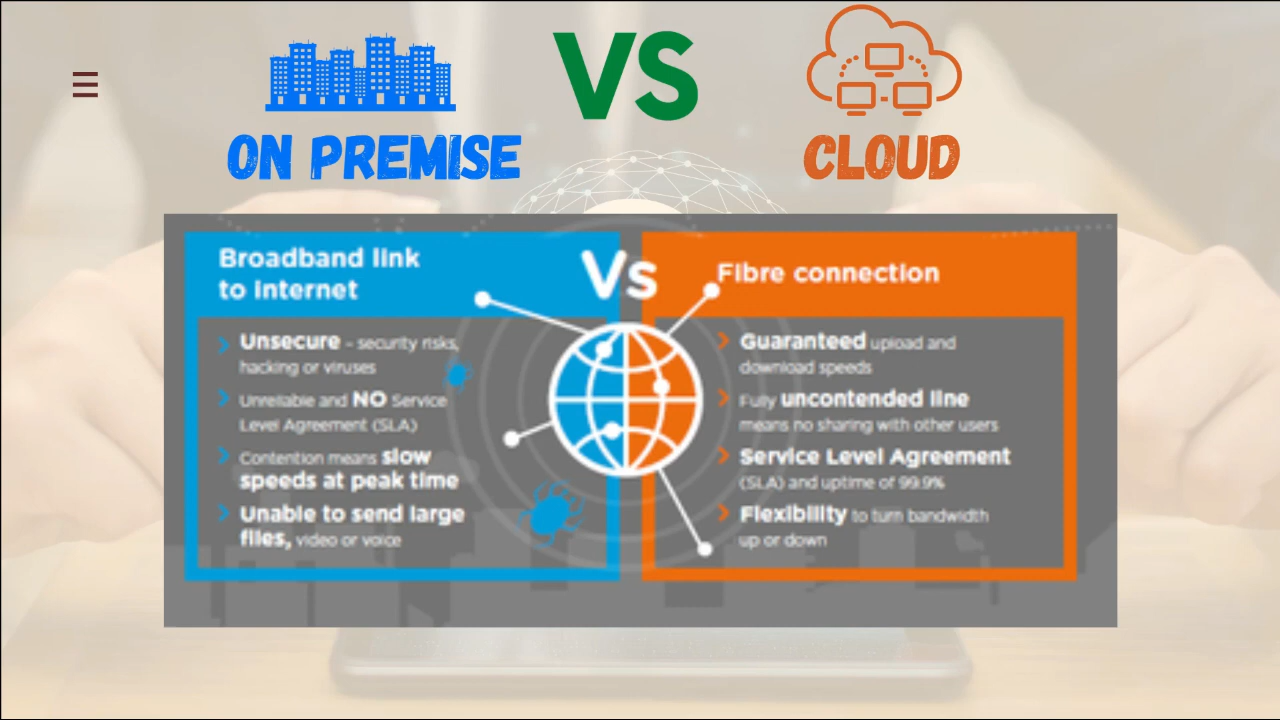 VS
ON PREMISE
CLOUD
Broadband link
to internet
Vs
Fibre connection
Unsecure – security risks,
hacking or viruses
Unreliable and NO Service
Level Agreement (SLA)
Contention means slow
speeds at peak time
Unable to send large
files, video or voice
Guaranteed upload and
download speeds
Fully uncontended line
means no sharing with other users
Service Level Agreement
(SLA) and uptime of 99.9%
Flexibility to turn bandwidth
up or down